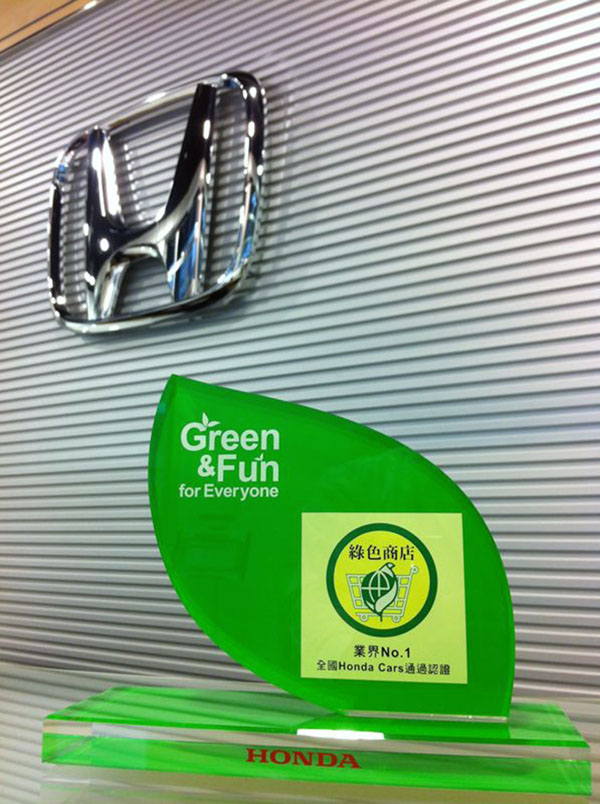 Green
&Fun
for Everyone
綠色商店
業界No.1
全國Honda Cars通過認證
HONDA